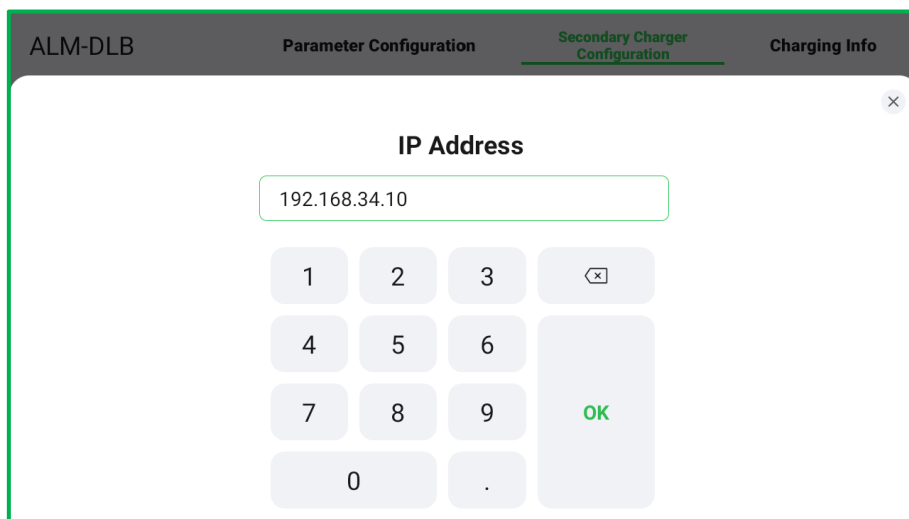 ALM-DLB
Parameter Configuration
Secondary Charger
Configuration
Charging Info
IP Address
192.168.34.10
1 2 3
4 5 6
7 8 9 OK
0 .